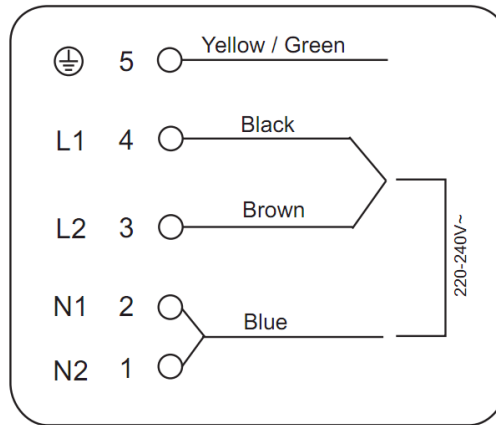 5 Yellow / Green
L1 4 Black
L2 3 Brown
N1 2
Blue
N2 1
220-240V~